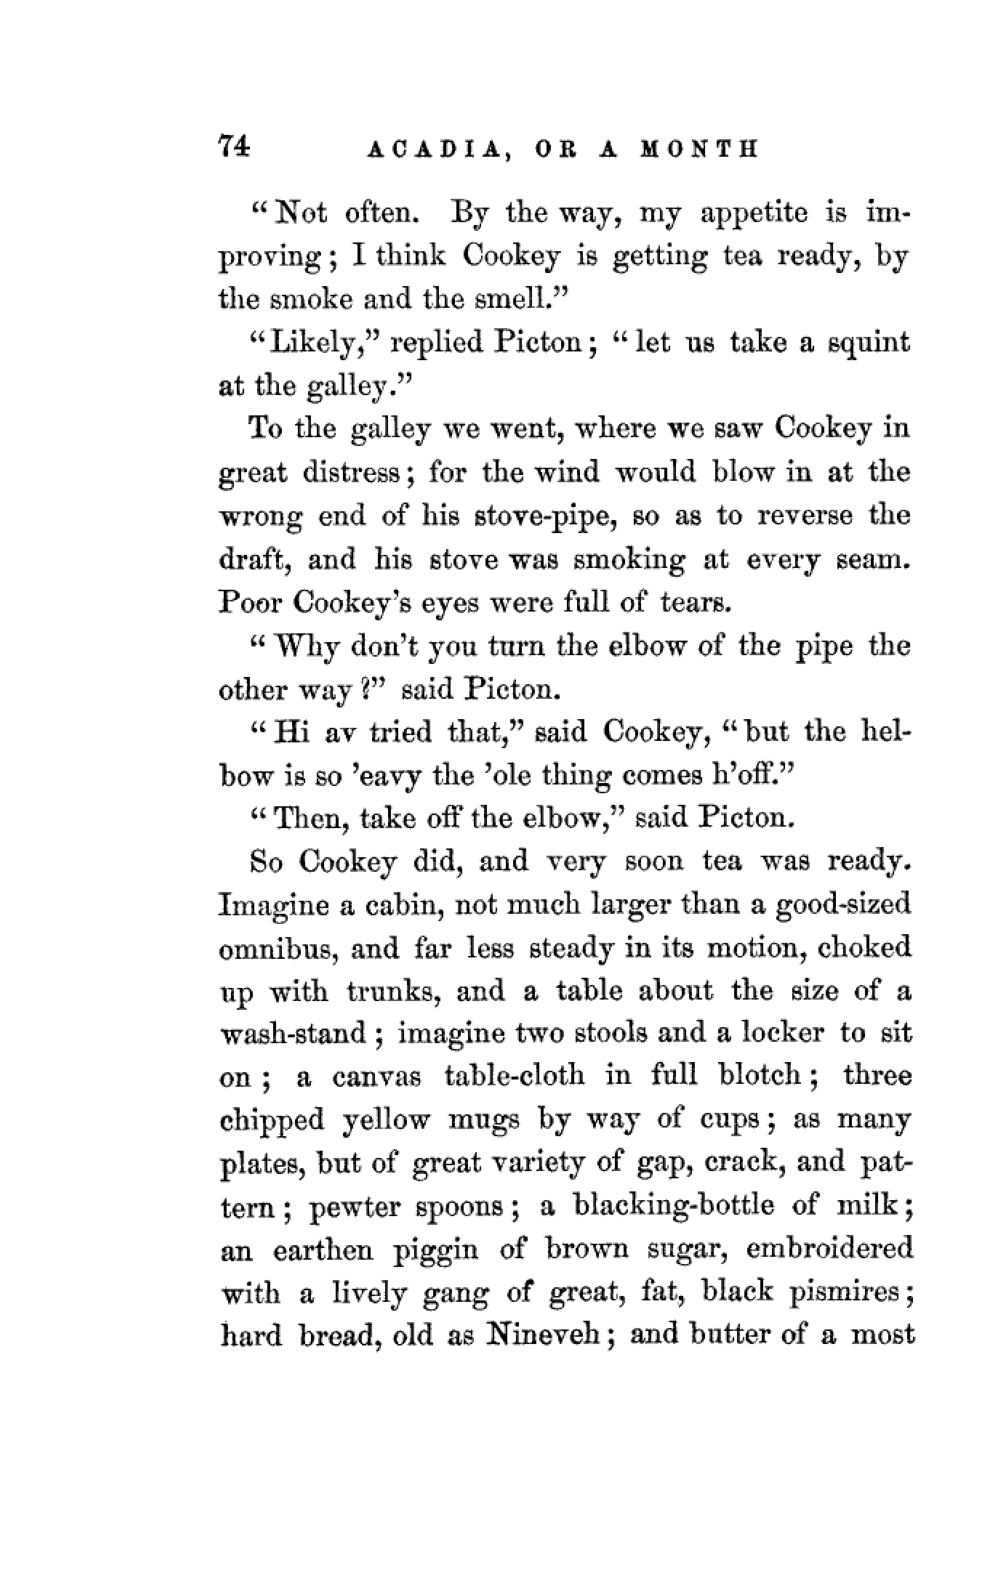 74 ACADIA, OR A MONTH
“Not often. By the way, my appetite is im-
proving; I think Cookey is getting tea ready, by
the smoke and the smell.”
“Likely,” replied Picton; “let us take a squint
at the galley.”
To the galley we went, where we saw Cookey in
great distress; for the wind would blow in at the
wrong end of his stove-pipe, so as to reverse the
draft, and his stove was smoking at every seam.
Poor Cookey’s eyes were full of tears.
“Why don’t you turn the elbow of the pipe the
other way?” said Picton.
“Hi av tried that,” said Cookey, “but the hel-
bow is so ’eavy the ’ole thing comes h’off.”
“Then, take off the elbow,” said Picton.
So Cookey did, and very soon tea was ready.
Imagine a cabin, not much larger than a good-sized
omnibus, and far less steady in its motion, choked
up with trunks, and a table about the size of a
wash-stand; imagine two stools and a locker to sit
on; a canvas table-cloth in full blotch; three
chipped yellow mugs by way of cups; as many
plates, but of great variety of gap, crack, and pat-
tern; pewter spoons; a blacking-bottle of milk;
an earthen piggin of brown sugar, embroidered
with a lively gang of great, fat, black pismires;
hard bread, old as Nineveh; and butter of a most